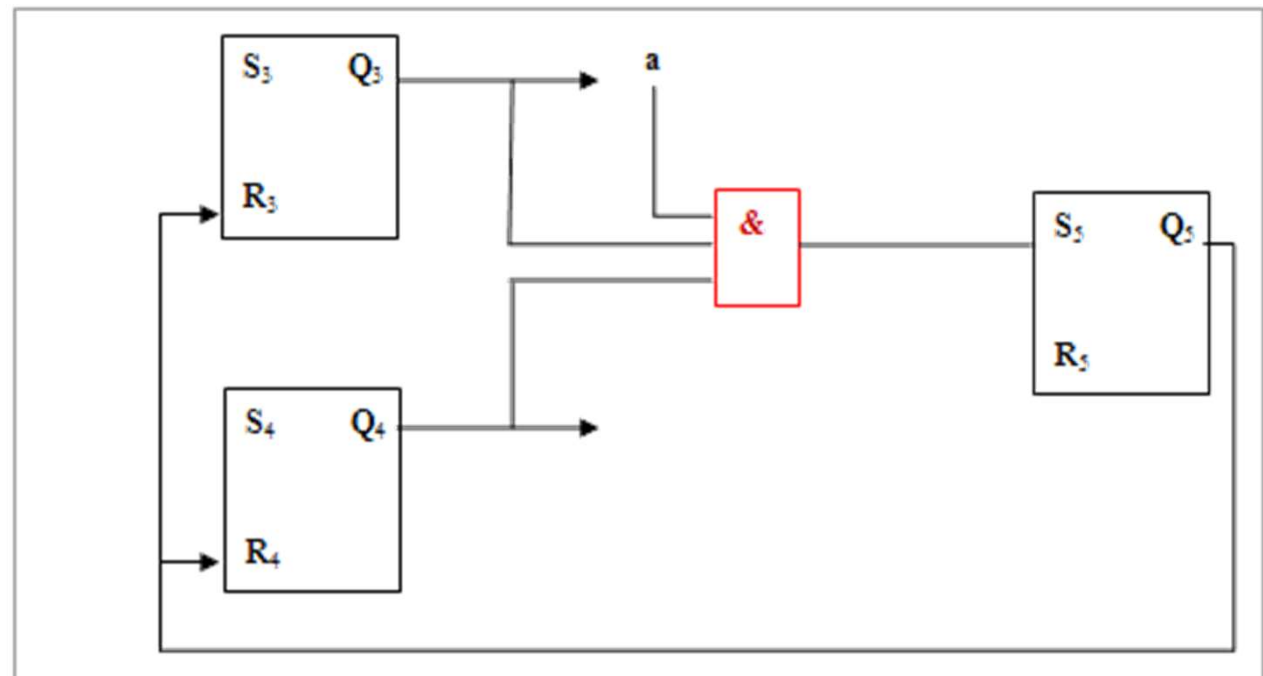 S₃ Q₃
a
R₃
&
S₅ Q₅
R₅
S₄ Q₄
R₄